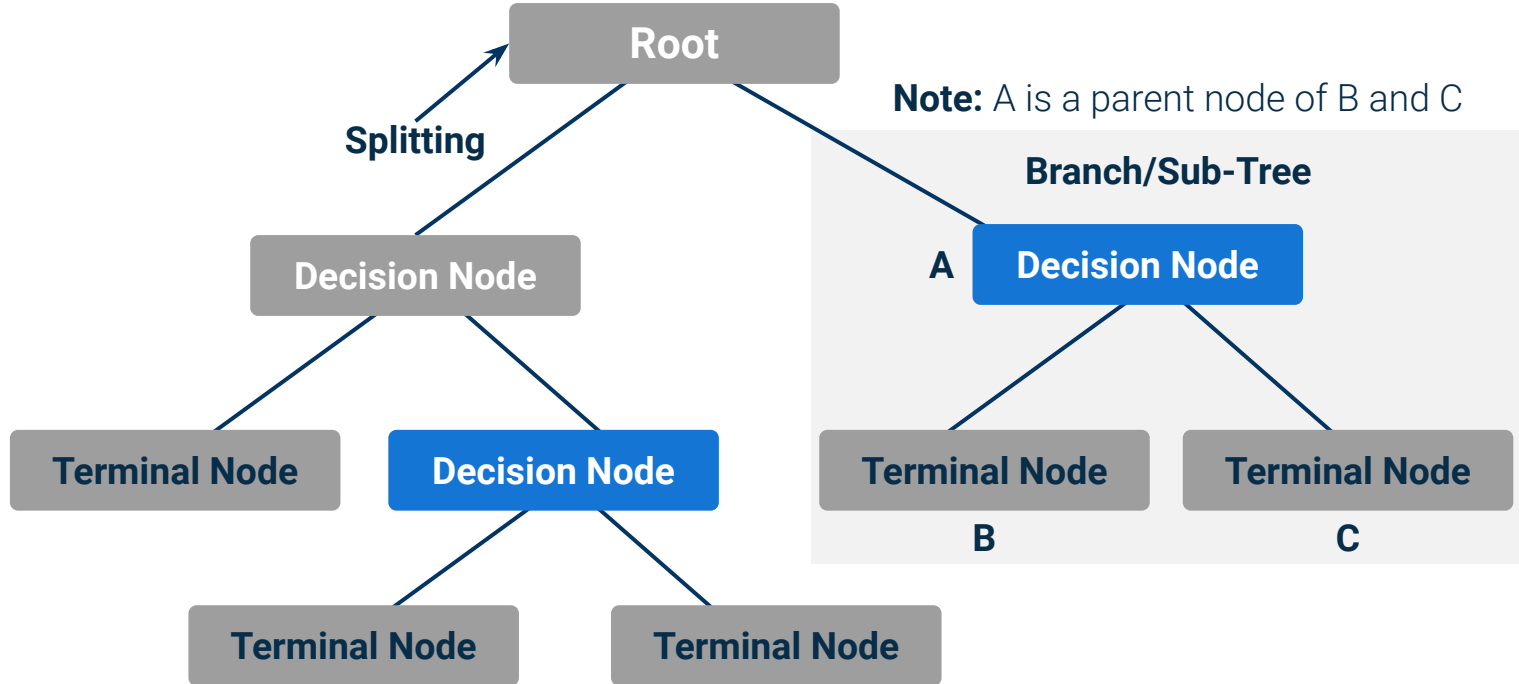 Root
Note: A is a parent node of B and C
Splitting
Branch/Sub-Tree
Decision Node
A
Decision Node
Terminal Node
Decision Node
Terminal Node
Terminal Node
B
C
Terminal Node
Terminal Node